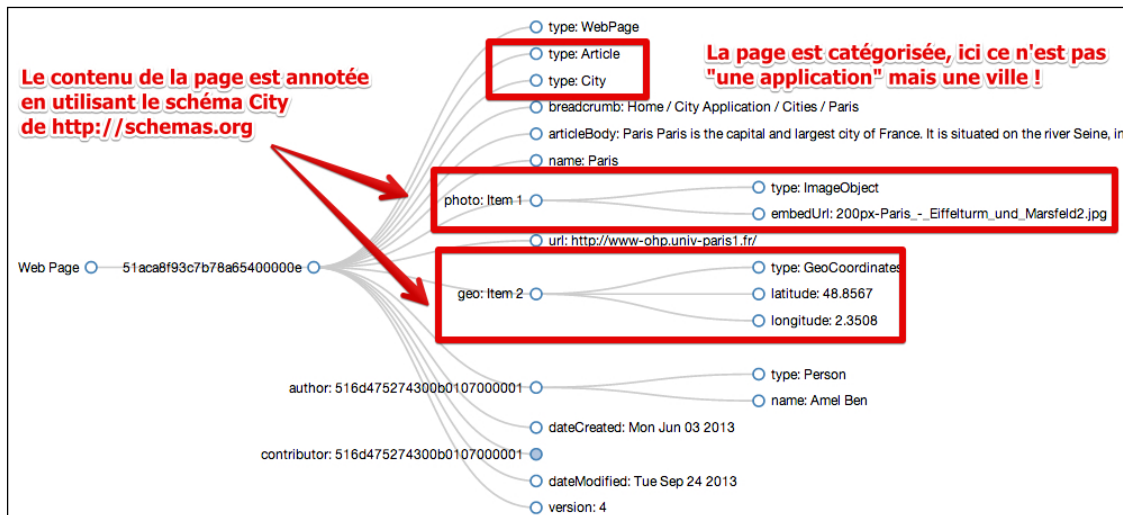 type: WebPage
type: Article
type: City
La page est catégorisée, ici ce n'est pas
"une application" mais une ville !
Le contenu de la page est annotée
en utilisant le schéma City
de http://schemas.org
breadcrumb: Home / City Application / Cities / Paris
articleBody: Paris Paris is the capital and largest city of France. It is situated on the river Seine, in
name: Paris
photo: Item 1
type: ImageObject
embedUrl: 200px-Paris_-_Eiffelturm_und_Marsfeld2.jpg
url: http://www-ohp.univ-paris1.fr/
Web Page
51aca8f93c7b78a65400000e
geo: Item 2
type: GeoCoordinates
latitude: 48.8567
longitude: 2.3508
author: 516d475274300b0107000001
type: Person
name: Amel Ben
dateCreated: Mon Jun 03 2013
contributor: 516d475274300b0107000001
dateModified: Tue Sep 24 2013
version: 4